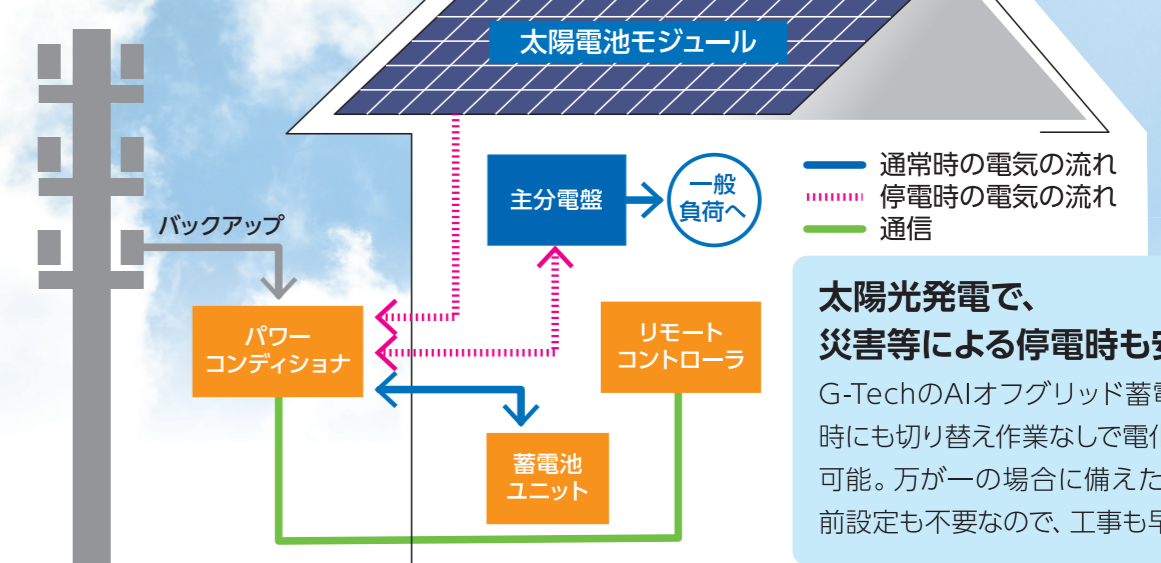 太陽電池モジュール
主分電盤
一般
負荷へ
通常時の電気の流れ
停電時の電気の流れ
通信
バックアップ
パワー
コンディショナ
リモート
コントローラ
蓄電池
ユニット
太陽光発電で、
災害等による停電時も
G-TechのAIオフグリッド蓄
時にも切り替え作業なしで電
可能。万が一の場合に備えた
前設定も不要なので、工事も